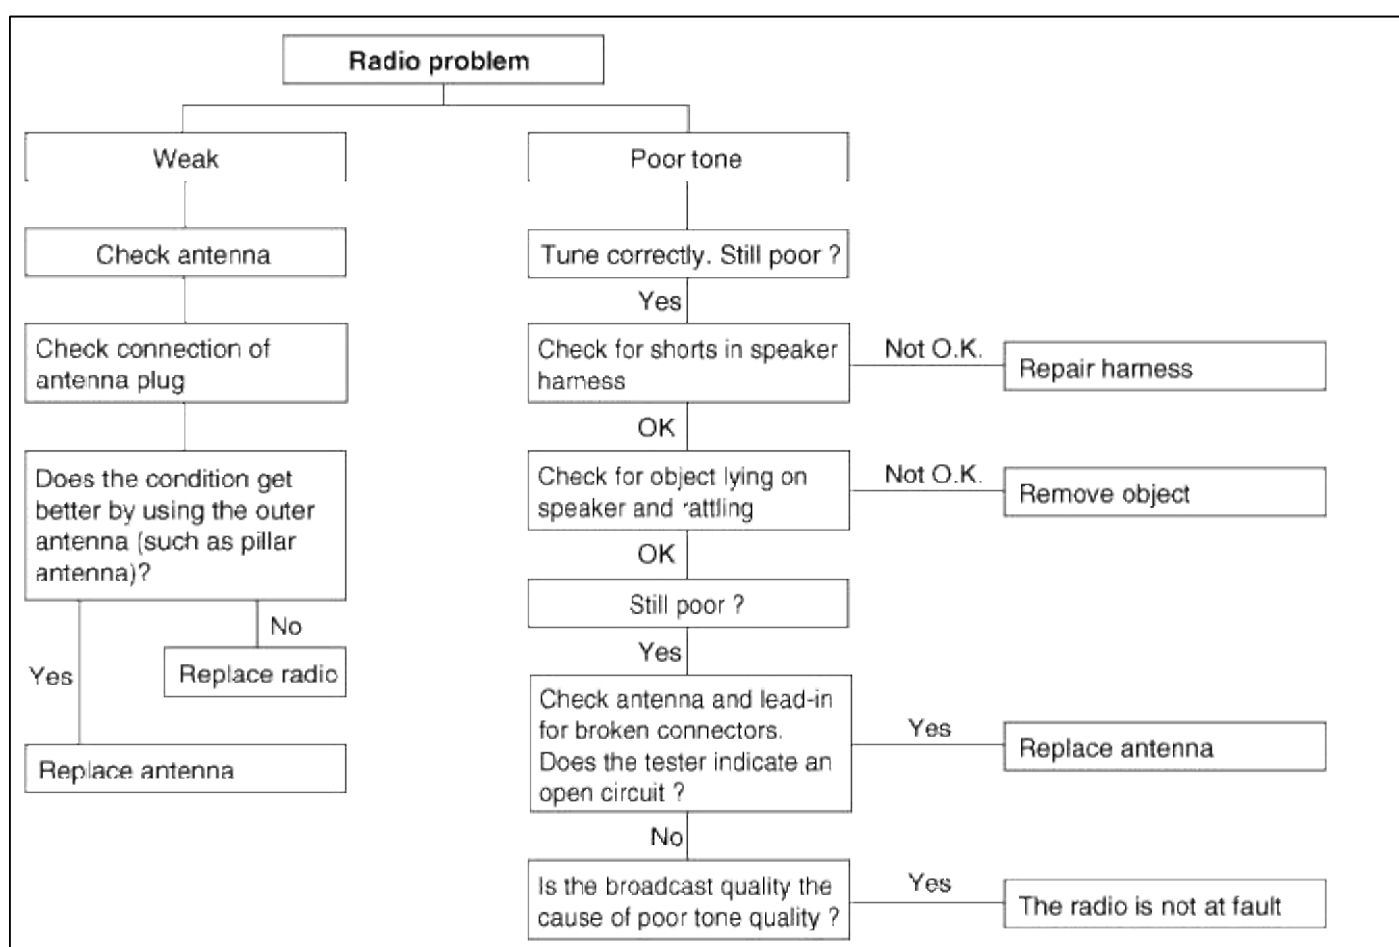 Radio problem
Weak
Poor tone
Check antenna
Tune correctly. Still poor ?
Yes
Check connection of
antenna plug
Check for shorts in speaker
harness
Not O.K.
Repair harness
OK
Does the condition get
better by using the outer
antenna (such as pillar
antenna)?
Check for object lying on
speaker and rattling
Not O.K.
Remove object
OK
Still poor ?
No
Yes
Replace radio
Yes
Check antenna and lead-in
for broken connectors.
Does the tester indicate an
open circuit ?
Yes
Replace antenna
Replace antenna
No
Is the broadcast quality the
cause of poor tone quality ?
Yes
The radio is not at fault